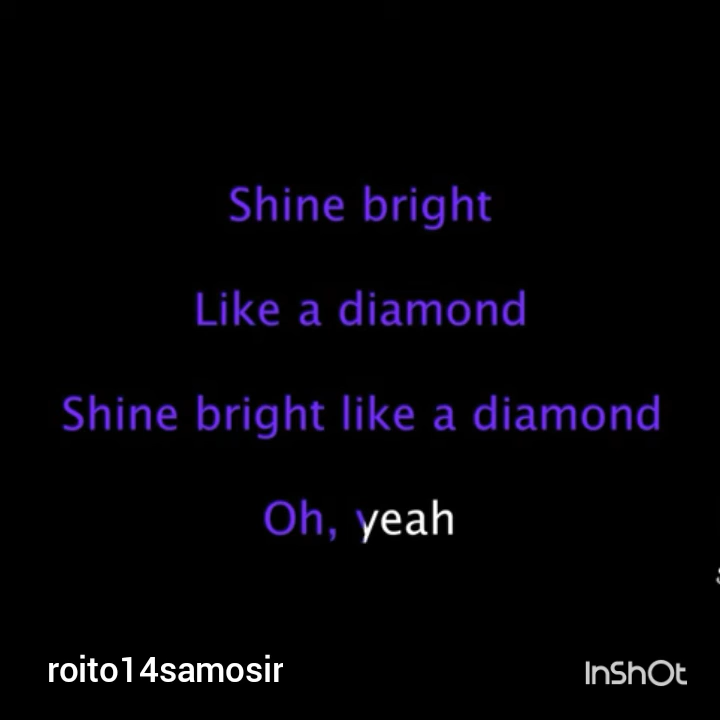 Shine bright
Like a diamond
Shine bright like a diamond
Oh, yeah
roito14samosir
InShOt